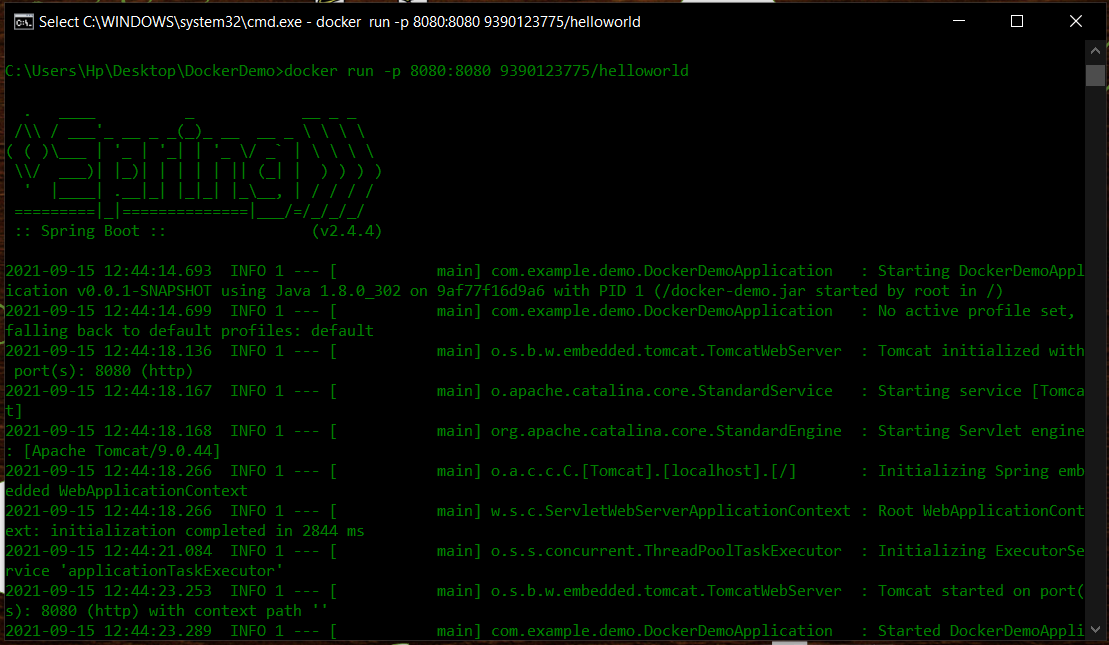 Select C:\WINDOWS\system32\cmd.exe - docker  run -p 8080:8080 9390123775/helloworld
C:\Users\Hp\Desktop\DockerDemo>docker run -p 8080:8080 9390123775/helloworld
  .   ____          _            __ _ _
 /\\ / ___'_ __ _ _(_)_ __  __ _ \ \ \ \
( ( )\___ | '_ | '_| | '_ \/ _` | \ \ \ \
 \\/  ___)| |_)| | | | | || (_| |  ) ) ) )
  '  |____| .__|_| |_|_| |_\__, | / / / /
 =========|_|==============|___/=/_/_/_/
 :: Spring Boot ::                (v2.4.4)
2021-09-15 12:44:14.693  INFO 1 --- [           main] com.example.demo.DockerDemoApplication   : Starting DockerDemoAppl
ication v0.0.1-SNAPSHOT using Java 1.8.0_302 on 9af77f16d9a6 with PID 1 (/docker-demo.jar started by root in /)
2021-09-15 12:44:14.699  INFO 1 --- [           main] com.example.demo.DockerDemoApplication   : No active profile set,
falling back to default profiles: default
2021-09-15 12:44:18.136  INFO 1 --- [           main] o.s.b.w.embedded.tomcat.TomcatWebServer  : Tomcat initialized with
 port(s): 8080 (http)
2021-09-15 12:44:18.167  INFO 1 --- [           main] o.apache.catalina.core.StandardService   : Starting service [Tomca
t]
2021-09-15 12:44:18.168  INFO 1 --- [           main] org.apache.catalina.core.StandardEngine  : Starting Servlet engine
: [Apache Tomcat/9.0.44]
2021-09-15 12:44:18.266  INFO 1 --- [           main] o.a.c.c.C.[Tomcat].[localhost].[/]       : Initializing Spring emb
edded WebApplicationContext
2021-09-15 12:44:18.266  INFO 1 --- [           main] w.s.c.ServletWebServerApplicationContext : Root WebApplicationCont
ext: initialization completed in 2844 ms
2021-09-15 12:44:21.084  INFO 1 --- [           main] o.s.s.concurrent.ThreadPoolTaskExecutor  : Initializing ExecutorSe
rvice 'applicationTaskExecutor'
2021-09-15 12:44:23.253  INFO 1 --- [           main] o.s.b.w.embedded.tomcat.TomcatWebServer  : Tomcat started on port(
s): 8080 (http) with context path ''
2021-09-15 12:44:23.289  INFO 1 --- [           main] com.example.demo.DockerDemoApplication   : Started DockerDemoAppli